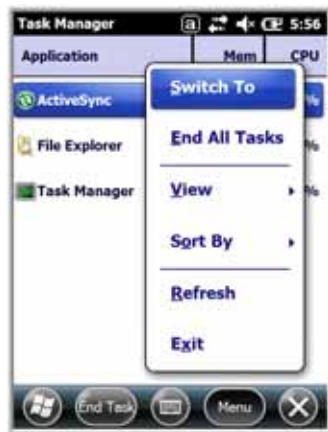 Task Manager a 5:56
Application Mem CPU
ActiveSync %
File Explorer %
Task Manager %
Switch To
End All Tasks
View
Sort By
Refresh
Exit
End Task Menu